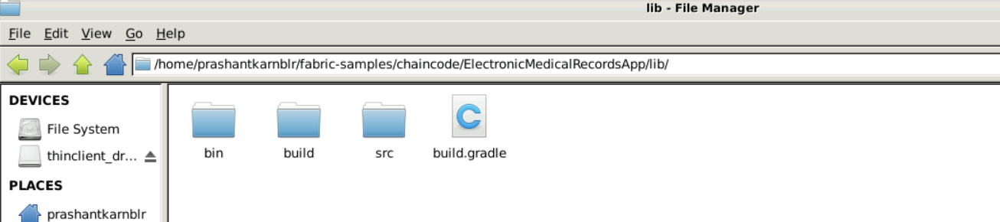 lib - File Manager
File Edit View Go Help
/home/prashantkarnblr/fabric-samples/chaincode/ElectronicMedicalRecordsApp/lib/
DEVICES
File System
thinclient_dr...
PLACES
prashantkarnblr
bin build src build.gradle